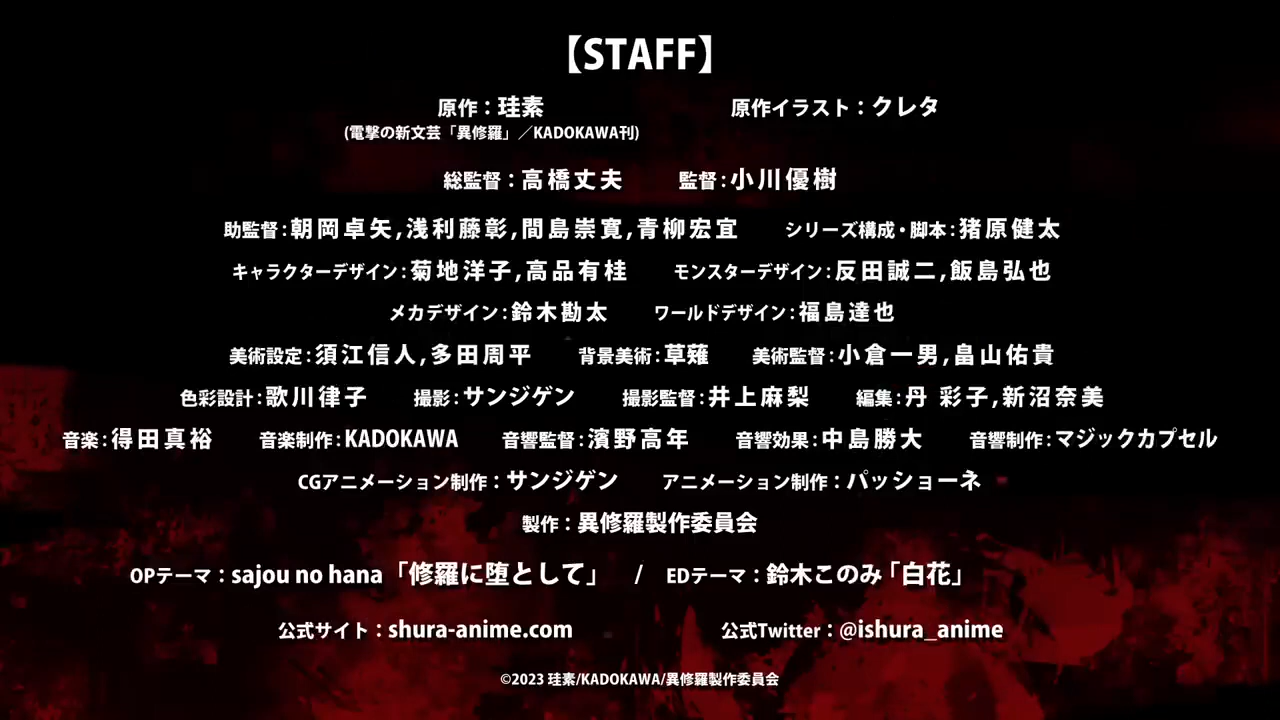 【STAFF】
原作：珪素　　原作イラスト：クレタ
(電撃の新文芸「異修羅」／KADOKAWA刊)
総監督：高橋丈夫　　監督：小川優樹
助監督：朝岡卓矢,浅利藤彰,間島崇寛,青柳宏宜　　シリーズ構成・脚本：猪原健太
キャラクターデザイン：菊地洋子,高品有桂　　モンスターデザイン：反田誠二,飯島弘也
メカデザイン：鈴木勘太　　ワールドデザイン：福島達也
美術設定：須江信人,多田周平　　背景美術：草薙　　美術監督：小倉一男,畠山佑貴
色彩設計：歌川律子　　撮影：サンジゲン　　撮影監督：井上麻梨　　編集：丹 彩子,新沼奈美
音楽：得田真裕　　音楽制作：KADOKAWA　　音響監督：濱野高年　　音響効果：中島勝大　　音響制作：マジックカプセル
CGアニメーション制作：サンジゲン　　アニメーション制作：パッショーネ
製作：異修羅製作委員会
OPテーマ：sajou no hana「修羅に堕として」　/　EDテーマ：鈴木このみ「白花」
公式サイト：shura-anime.com　　公式Twitter：@ishura_anime
©2023 珪素/KADOKAWA/異修羅製作委員会